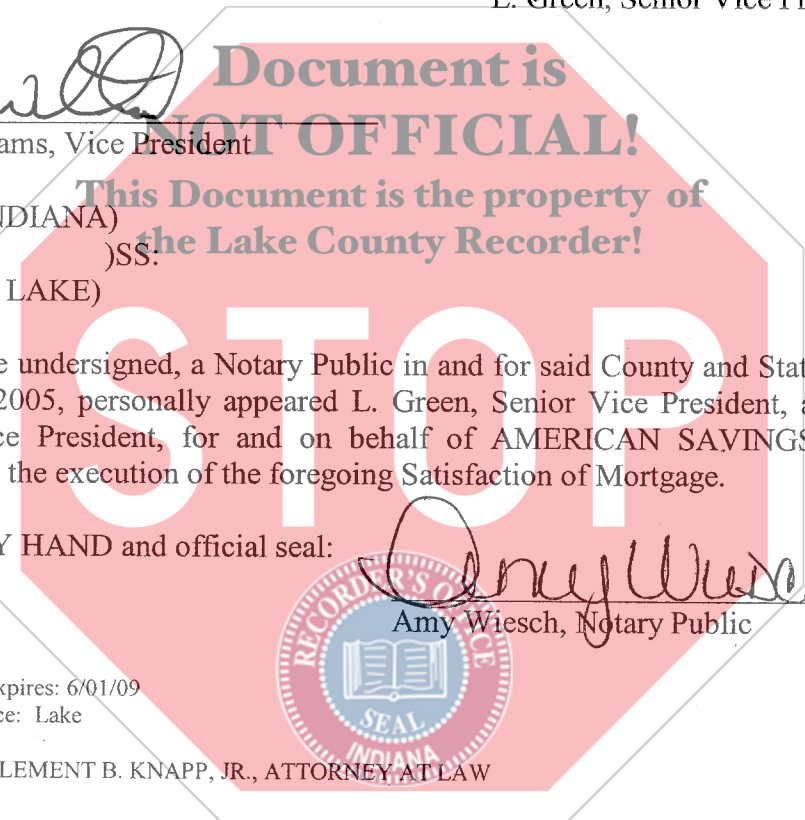 L. Green, Senior Vice
Document is
NOT OFFICIAL!
ams, Vice President
This Document is the property of
NDIANA)
the Lake County Recorder!
)SS:
LAKE)
STOP
e undersigned, a Notary Public in and for said County and Stat
2005, personally appeared L. Green, Senior Vice President, a
ce President, for and on behalf of AMERICAN SAVINGS
the execution of the foregoing Satisfaction of Mortgage.
Y HAND and official seal:
Amy Wiesch
Amy Wiesch, Notary Public
RECORDER'S OFFICE
SEAL
INDIANA
xpires: 6/01/09
ce: Lake
LEMENT B. KNAPP, JR., ATTORNEY AT LAW